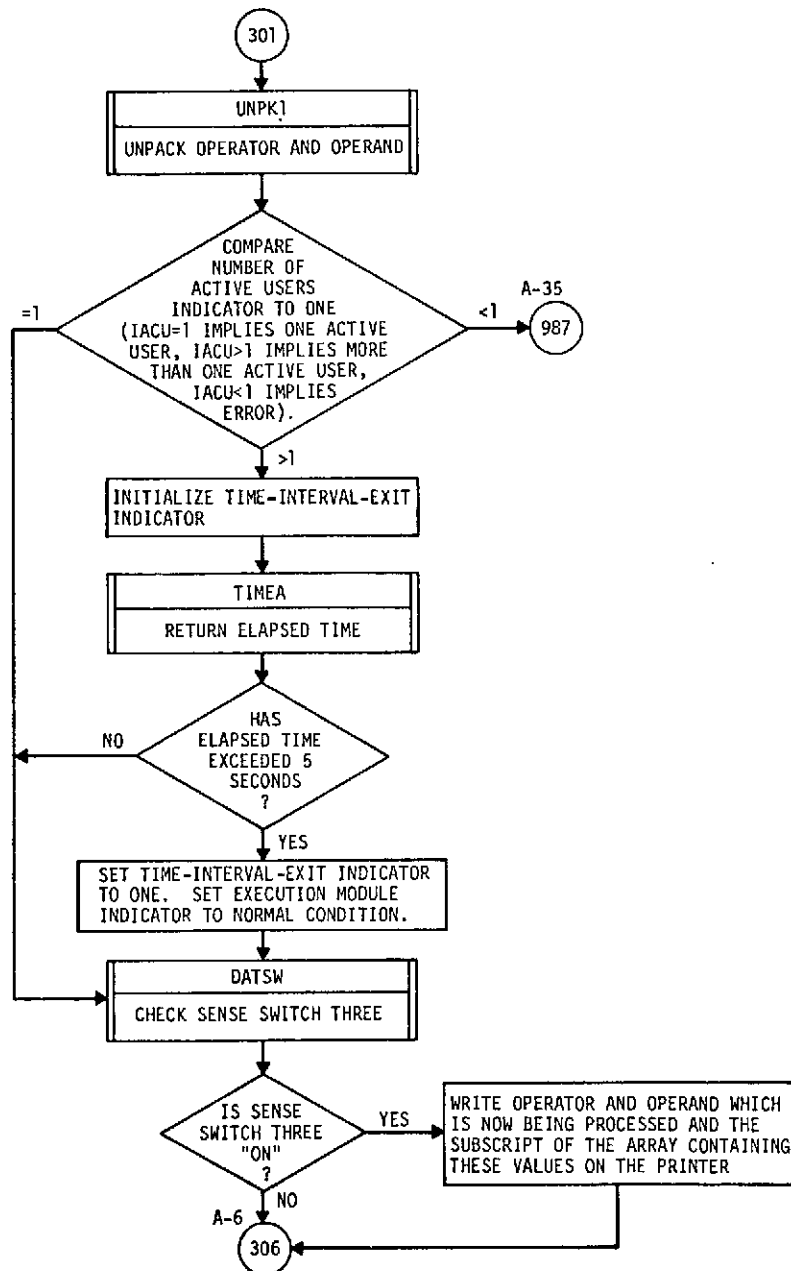 301
UNPK1
UNPACK OPERATOR AND OPERAND
COMPARE
NUMBER OF
ACTIVE USERS
INDICATOR TO ONE
(IACU=1 IMPLIES ONE ACTIVE
USER, IACU>1 IMPLIES MORE
THAN ONE ACTIVE USER,
IACU<1 IMPLIES
ERROR).
=1
<1
A-35
987
>1
INITIALIZE TIME-INTERVAL-EXIT
INDICATOR
TIMEA
RETURN ELAPSED TIME
HAS
ELAPSED TIME
EXCEEDED 5
SECONDS
?
NO
YES
SET TIME-INTERVAL-EXIT INDICATOR
TO ONE. SET EXECUTION MODULE
INDICATOR TO NORMAL CONDITION.
DATSW
CHECK SENSE SWITCH THREE
IS SENSE
SWITCH THREE
"ON"
?
YES
WRITE OPERATOR AND OPERAND WHICH
IS NOW BEING PROCESSED AND THE
SUBSCRIPT OF THE ARRAY CONTAINING
THESE VALUES ON THE PRINTER
NO
A-6
306